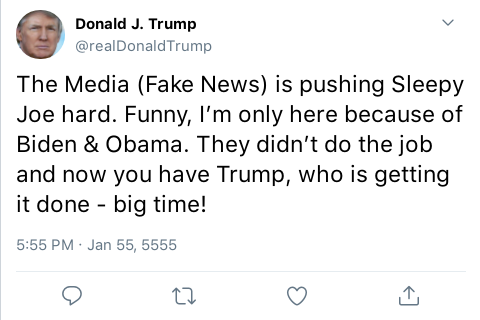 Donald J. Trump
@realDonaldTrump
The Media (Fake News) is pushing Sleepy
Joe hard. Funny, I’m only here because of
Biden & Obama. They didn’t do the job
and now you have Trump, who is getting
it done - big time!
5:55 PM · Jan 55, 5555